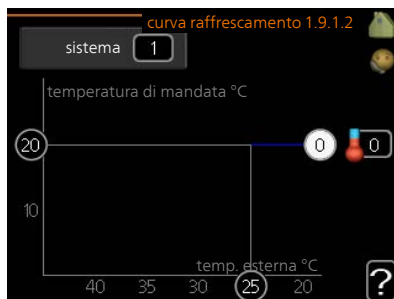 curva raffrescamento 1.9.1.2
sistema 1
temperatura di mandata °C
20 0 0
10
temp. esterna °C
40 35 30 25 20
?